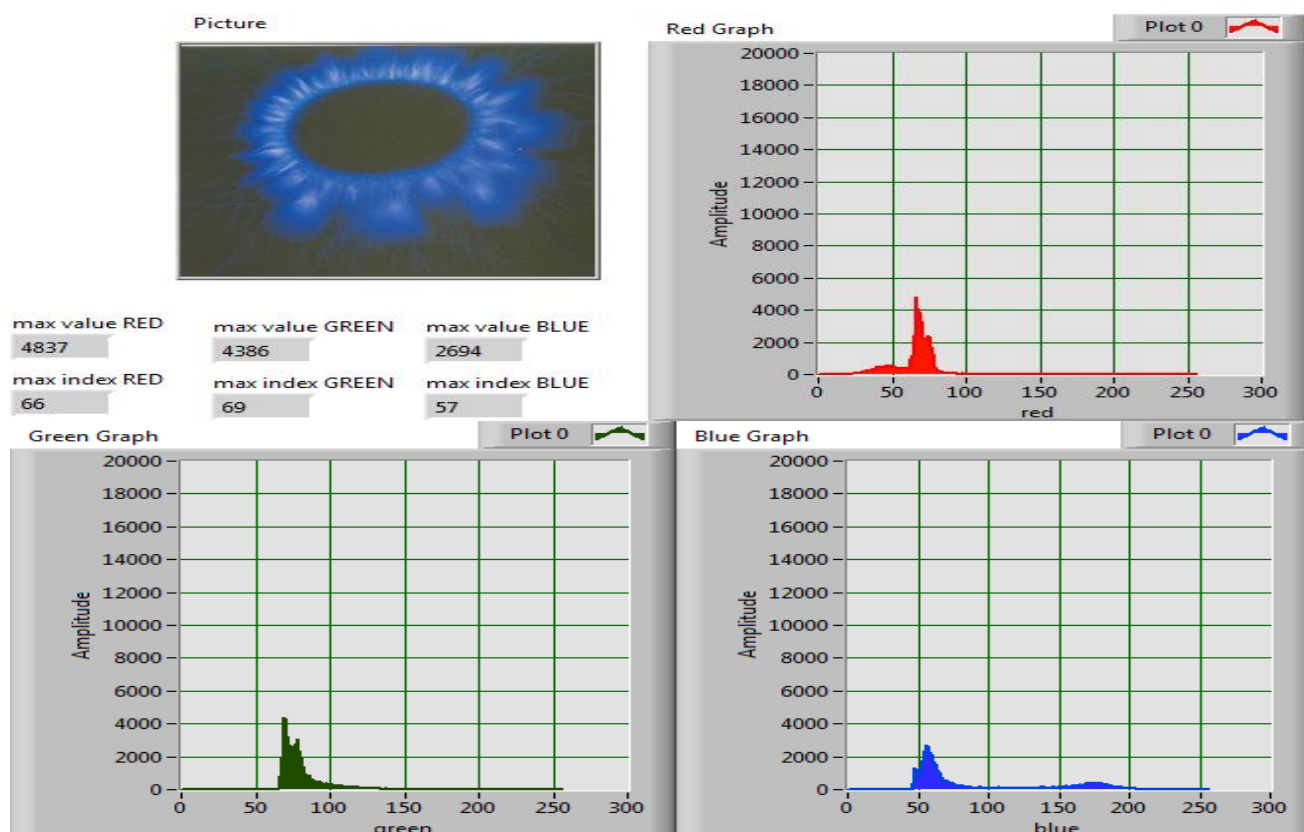 Picture
max value RED
4837
max value GREEN
4386
max value BLUE
2694
max index RED
66
max index GREEN
69
max index BLUE
57
Red Graph
Plot 0
20000
18000
16000
14000
12000
10000
8000
6000
4000
2000
0
Amplitude
0 50 100 150 200 250 300
red
Green Graph
Plot 0
20000
18000
16000
14000
12000
10000
8000
6000
4000
2000
0
Amplitude
0 50 100 150 200 250 300
green
Blue Graph
Plot 0
20000
18000
16000
14000
12000
10000
8000
6000
4000
2000
0
Amplitude
0 50 100 150 200 250 300
blue